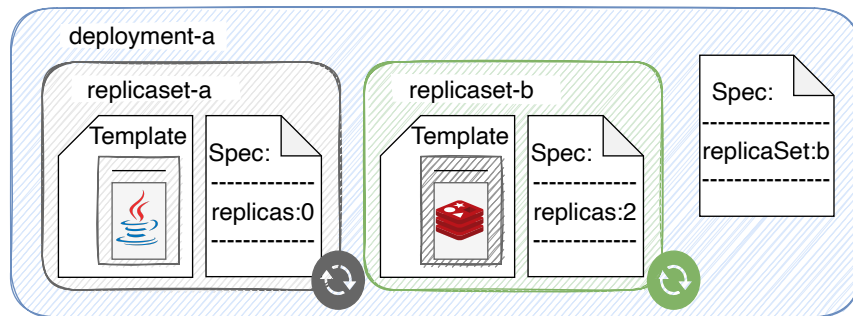 deployment-a
replicaset-a
Template
Spec:
replicas:0
replicaset-b
Template
Spec:
replicas:2
Spec:
replicaSet:b